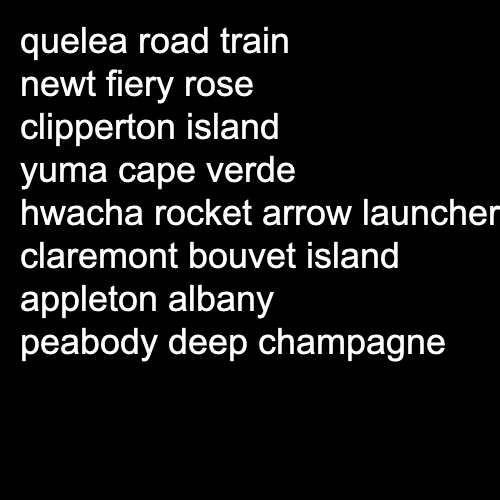 quelea road train
newt fiery rose
clipperton island
yuma cape verde
hwacha rocket arrow launcher
claremont bouvet island
appleton albany
peabody deep champagne